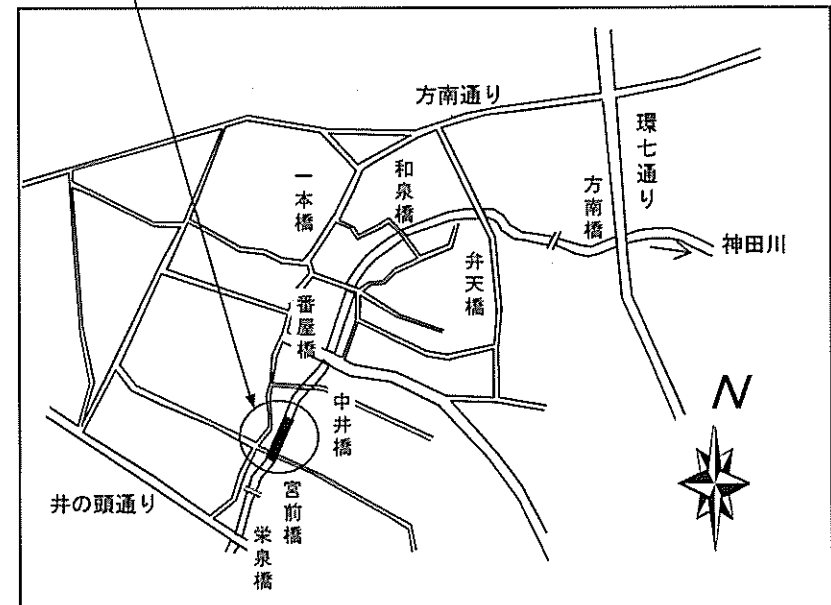 方南通り
環七通り
和泉橋
一本橋
方南橋
神田川
弁天橋
番屋橋
中井橋
井の頭通り
宮前橋
栄泉橋
N